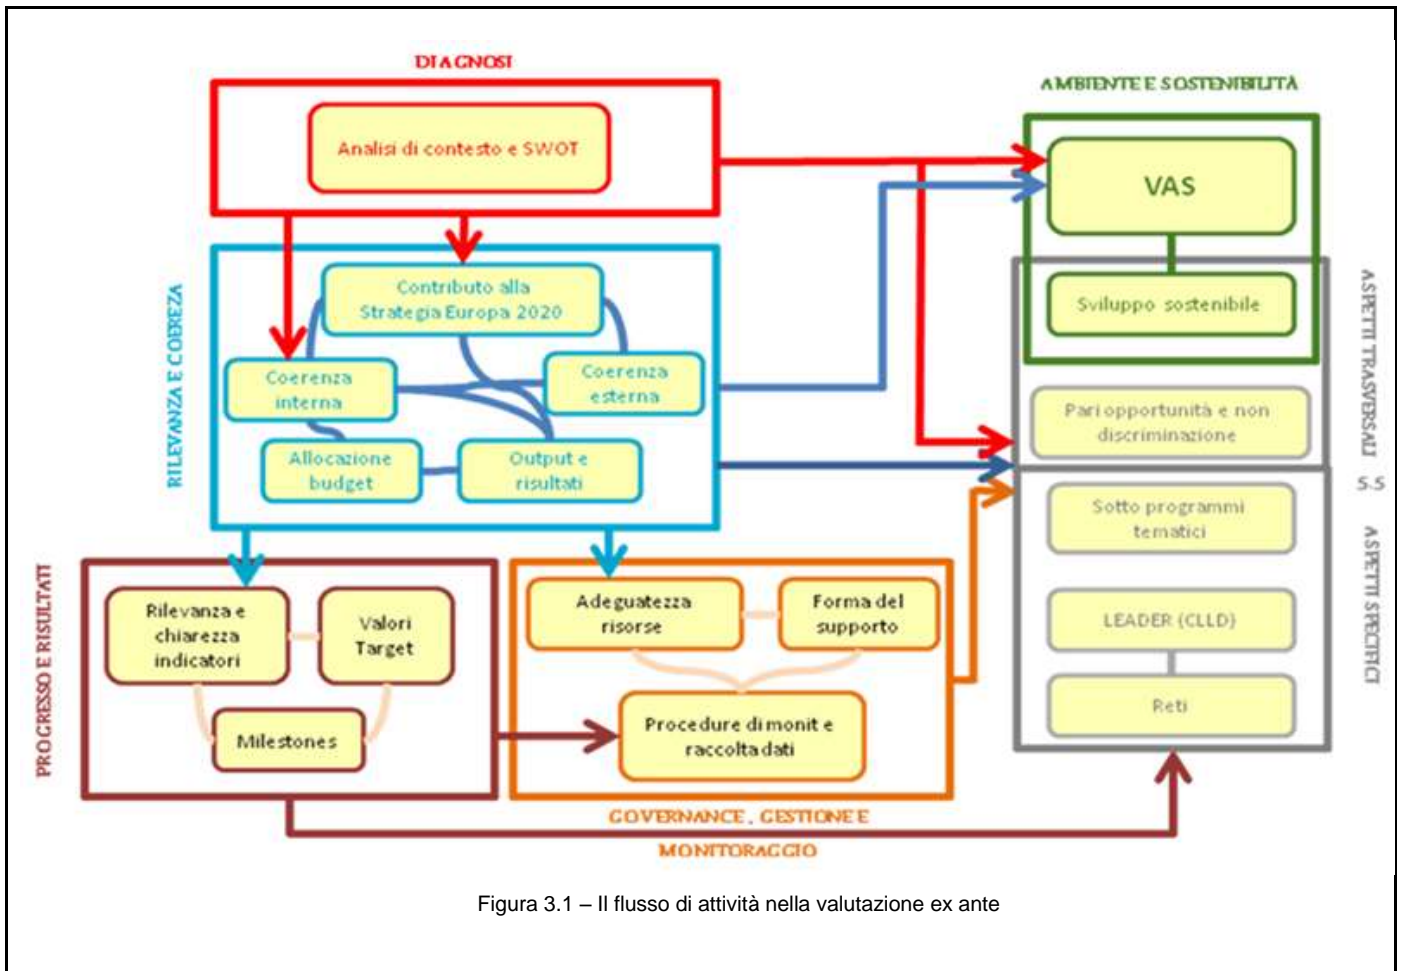 DIAGNOSI
Analisi di contesto e SWOT
AMBIENTE E SOSTENIBILITÀ
VAS
Sviluppo sostenibile
RILEVANZA E COEREZA
Contributo alla
Strategia Europa 2020
Coerenza
interna
Coerenza
esterna
Allocazione
budget
Output e
risultati
ASPETTI TRASVERSALI
Pari opportunità e non
discriminazione
5.5
ASPETTI SPECIFICI
Sotto programmi
tematici
LEADER (CLLD)
Reti
PROGRESSO E RISULTATI
Rilevanza e
chiarezza
indicatori
Valori
Target
Milestones
Adeguatezza
risorse
Forma del
supporto
Procedure di monit e
raccolta dati
GOVERNANCE, GESTIONE E
MONITORAGGIO
Figura 3.1 – Il flusso di attività nella valutazione ex ante